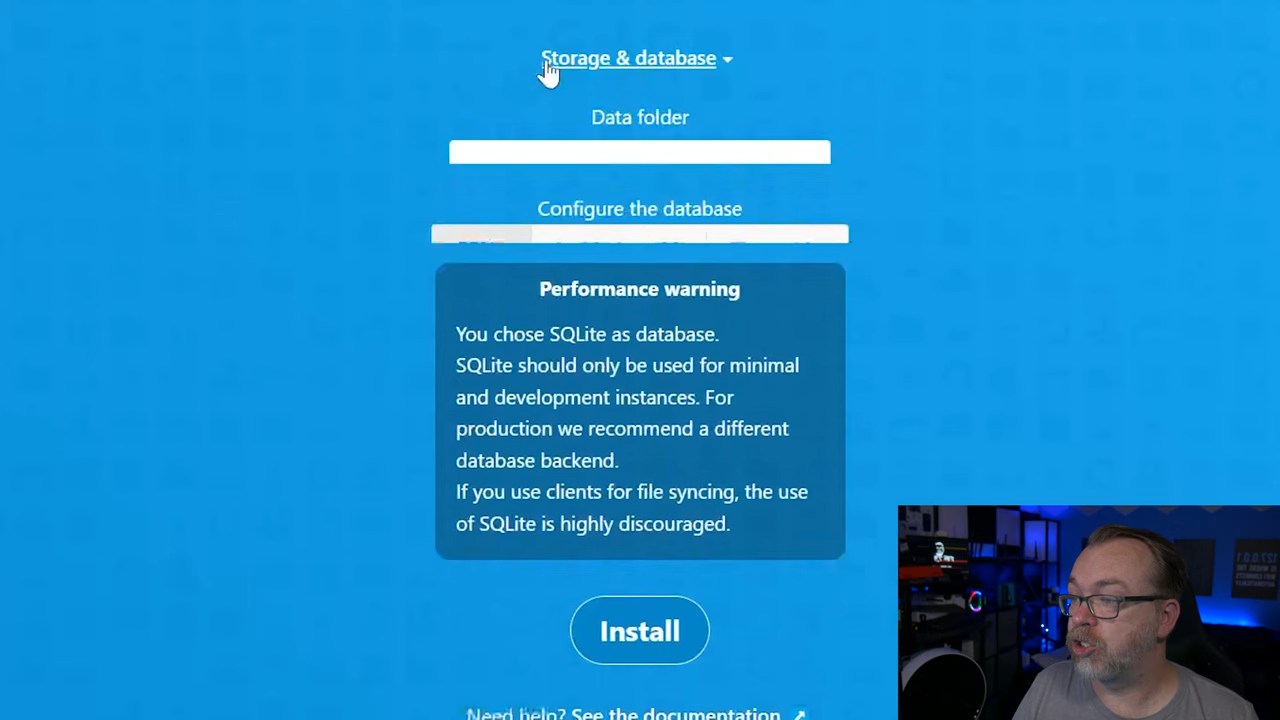 Storage & database
Data folder
Configure the database
Performance warning
You chose SQLite as database.
SQLite should only be used for minimal
and development instances. For
production we recommend a different
database backend.
If you use clients for file syncing, the use
of SQLite is highly discouraged.
Install
Need help? See the documentation